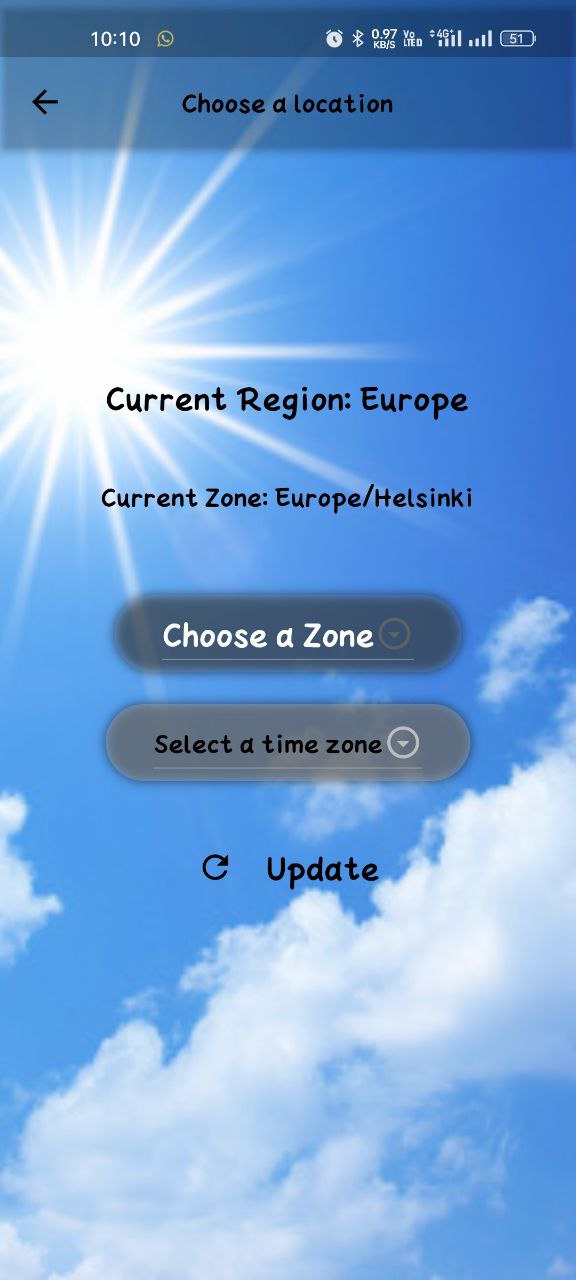 10:10 0.97 KB/S Vo LTE 4G+ 51
Choose a location
Current Region: Europe
Current Zone: Europe/Helsinki
Choose a Zone
Select a time zone
Update